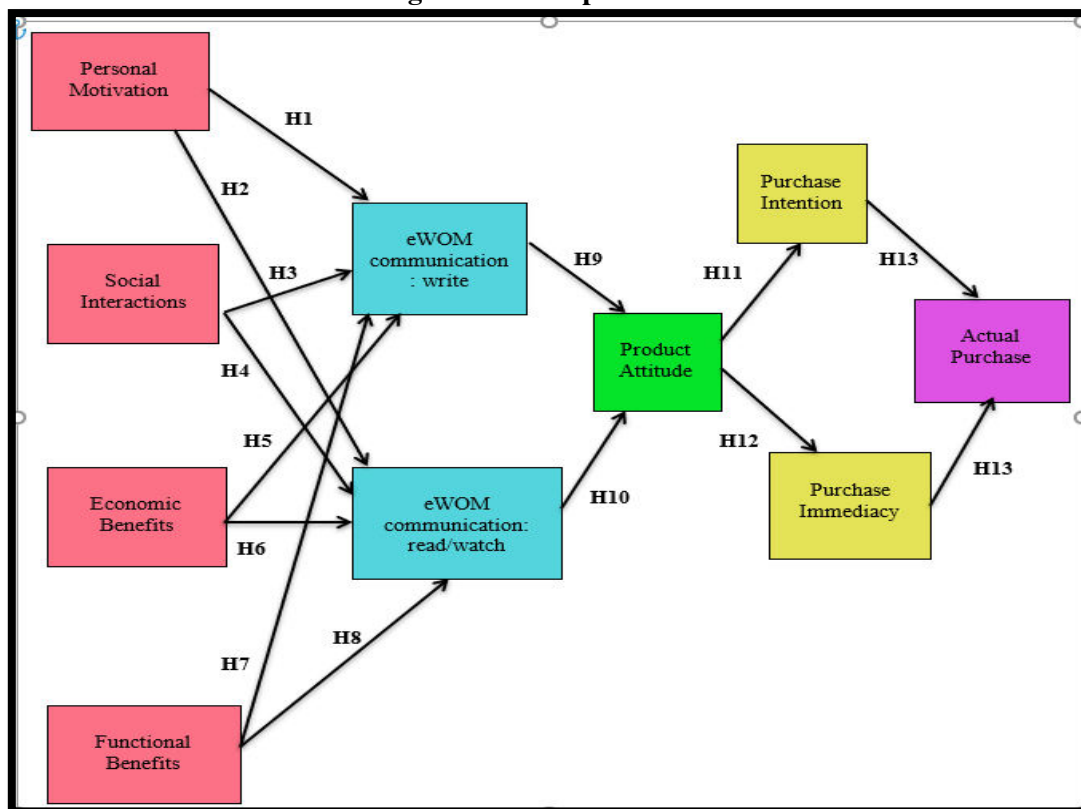 Personal
Motivation
H1
H2
Purchase
Intention
eWOM
communication
: write
H3
Social
Interactions
H9
H11
H13
H4
Product
Attitude
Actual
Purchase
H5
H12
Economic
Benefits
eWOM
communication:
read/watch
H10
Purchase
Immediacy
H13
H6
H8
H7
Functional
Benefits